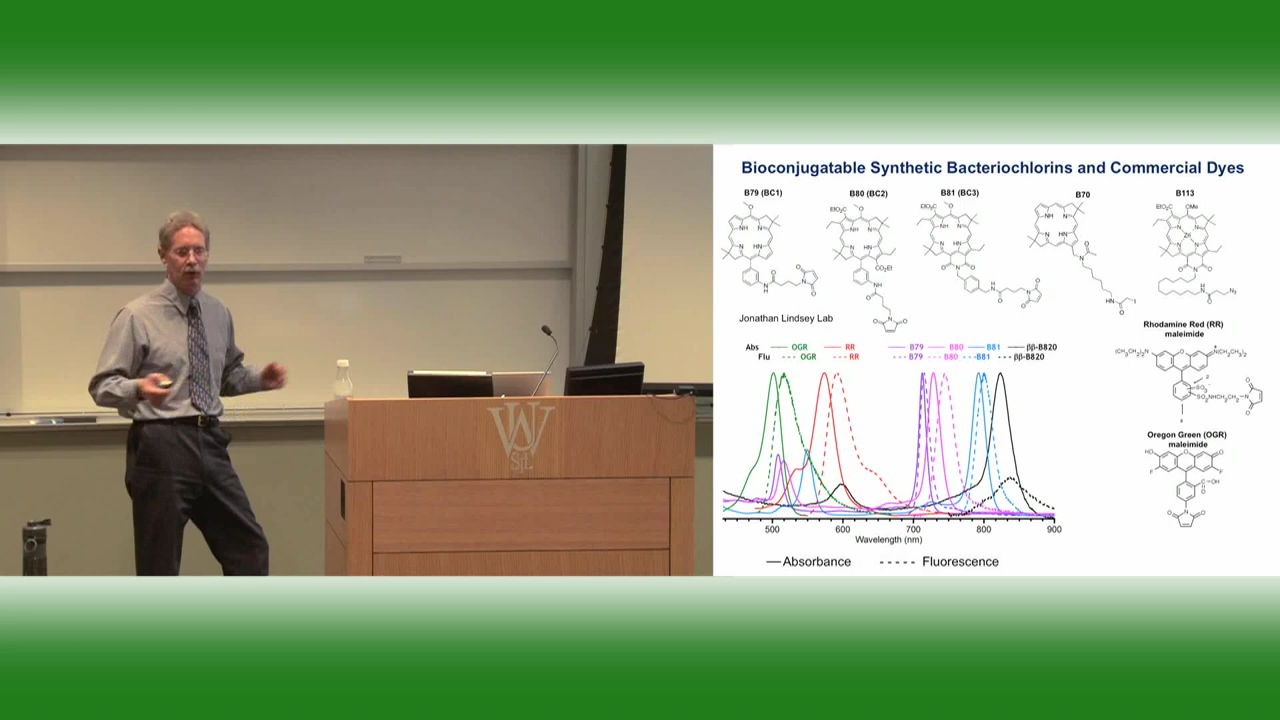 Bioconjugatable Synthetic Bacteriochlorins and Commercial Dyes
B79 (BC1)
B80 (BC2)
B81 (BC3)
B70
B113
Jonathan Lindsey Lab
Rhodamine Red (RR)
maleimide
Abs OGR RR B79 B80 B81 ββ-B820
Flu OGR RR B79 B80 B81 ββ-B820
Oregon Green (OGR)
maleimide
500 600 700 800 900
Wavelength (nm)
Absorbance Fluorescence
WJ
StL